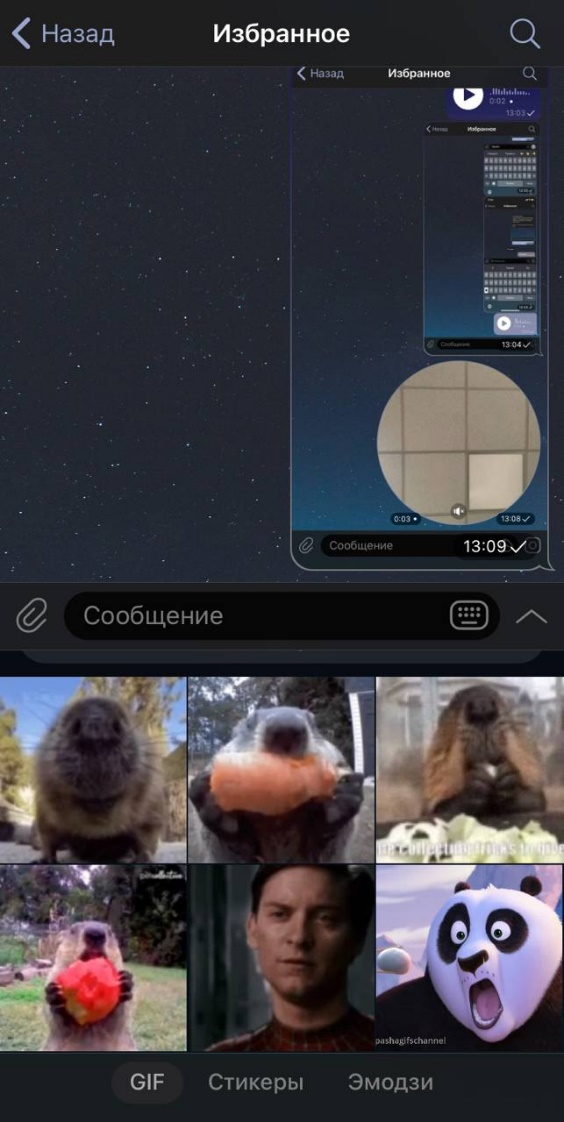 Назад Избранное
Назад Избранное
0:02
13:03
Назад Избранное
Сообщение 13:04
0:03 13:08
Сообщение 13:09
Сообщение
pashagifschannel
GIF Стикеры Эмодзи